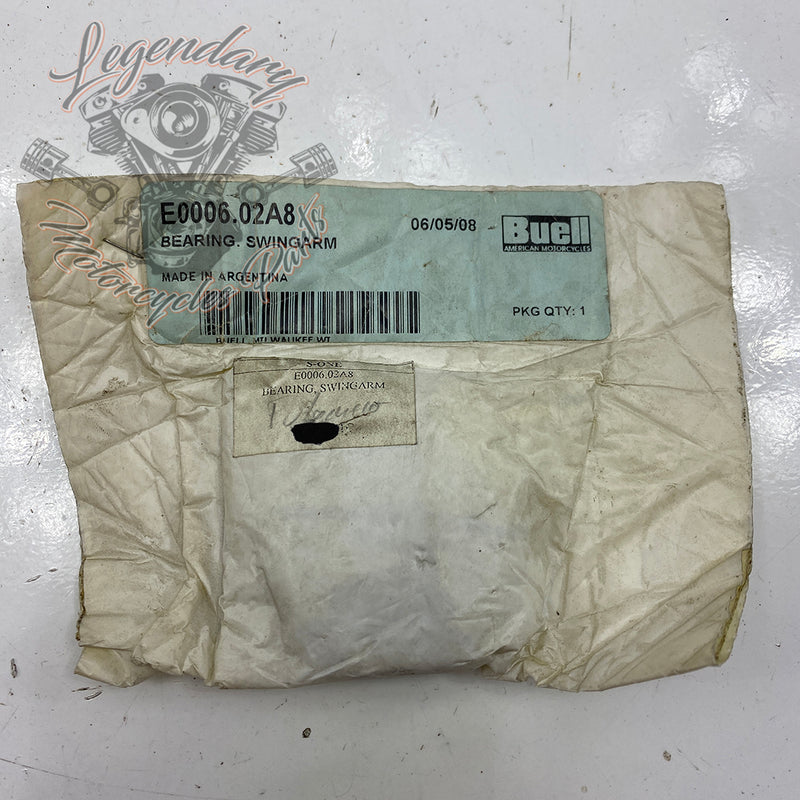 Legendary
Motorcycles Parts
E0006.02A8
06/05/08
Buell
AMERICAN MOTORCYCLES
BEARING, SWINGARM
MADE IN ARGENTINA
PKG QTY: 1
BUELL, MILWAUKEE WI
S-ONE
E0006.02A8
BEARING, SWINGARM